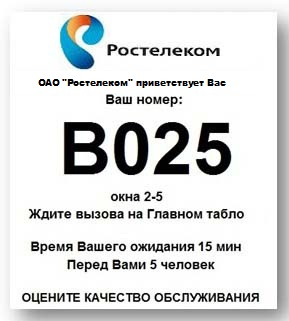 Ростелеком
ОАО "Ростелеком" приветствует Вас
Ваш номер:
В025
окна 2-5
Ждите вызова на Главном табло
Время Вашего ожидания 15 мин
Перед Вами 5 человек
ОЦЕНИТЕ КАЧЕСТВО ОБСЛУЖИВАНИЯ